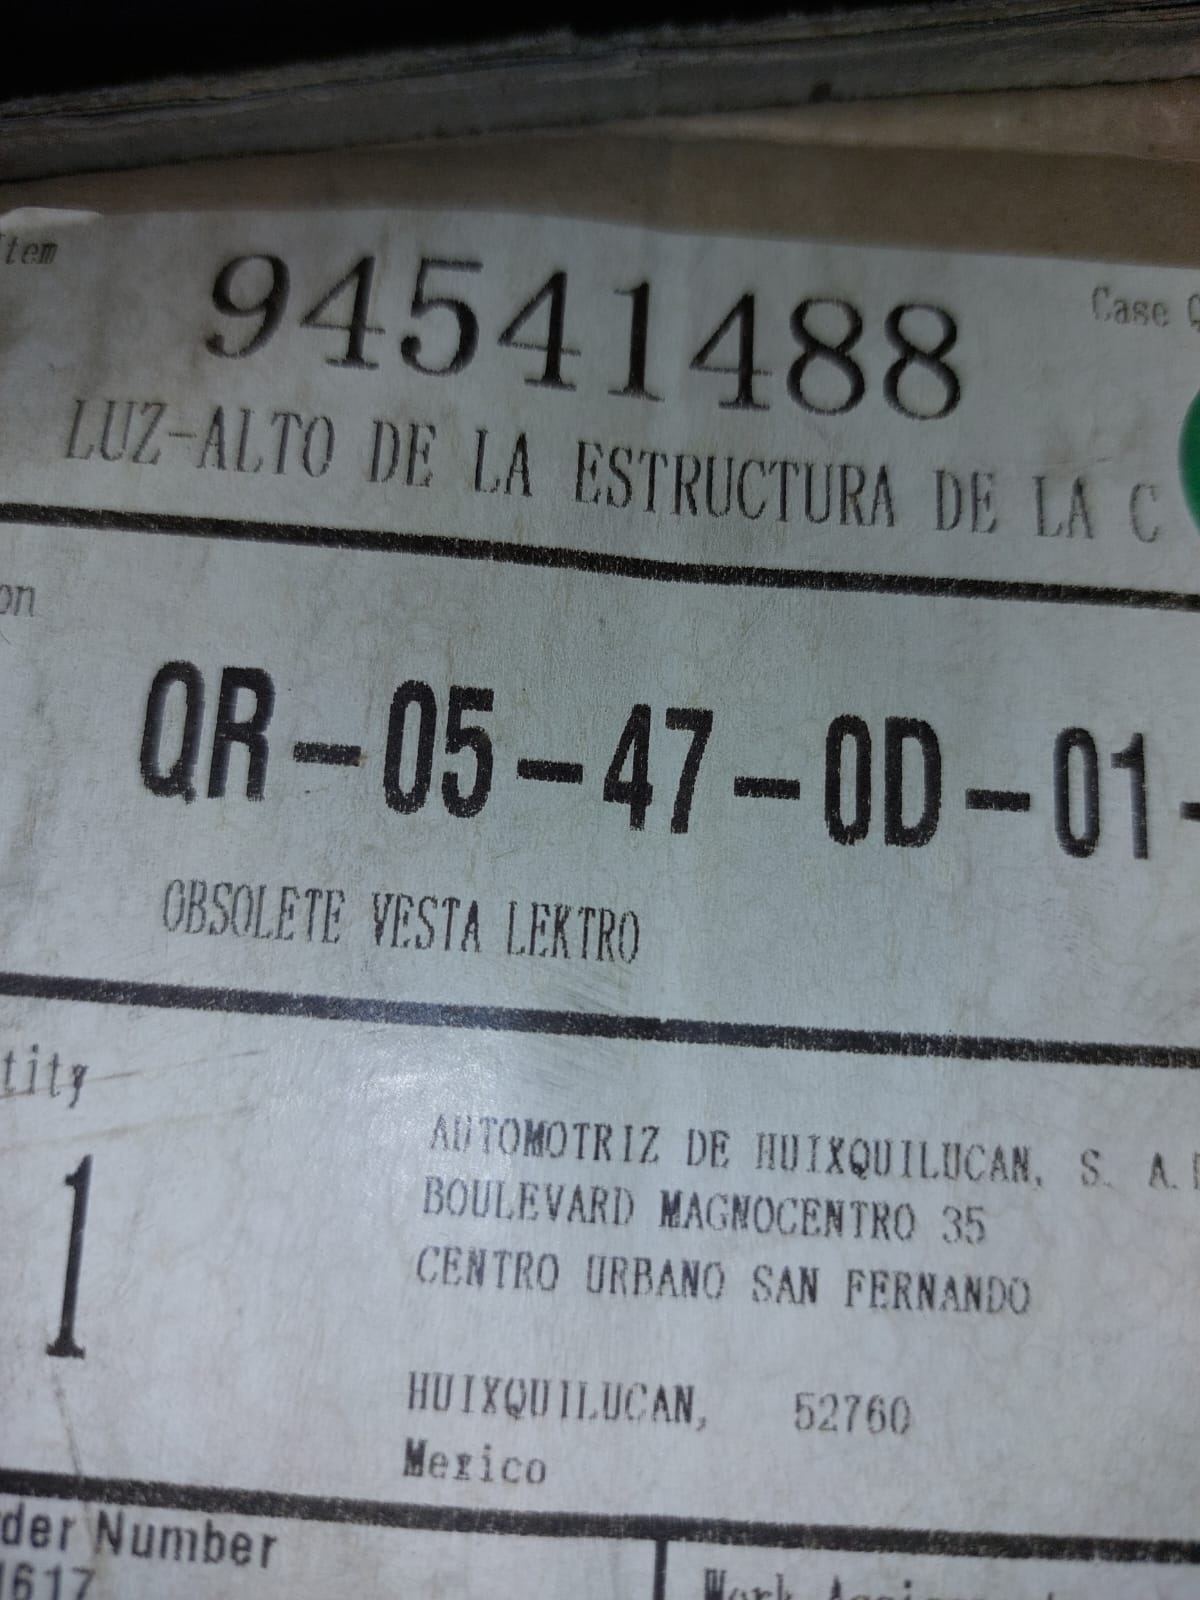 Item
94541488
Case Q
LUZ-ALTO DE LA ESTRUCTURA DE LA C
on
QR-05-47-0D-01-
OBSOLETE VESTA LEKTRO
tity
1
AUTOMOTRIZ DE HUIXQUILUCAN, S. A.
BOULEVARD MAGNOCENTRO 35
CENTRO URBANO SAN FERNANDO
HUIXQUILUCAN, 52760
Mexico
der Number
1617
Work